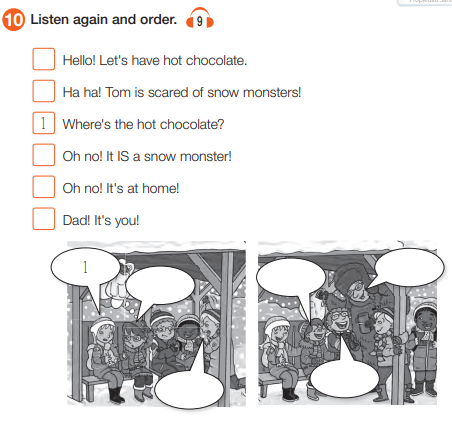 10 Listen again and order. 9
Hello! Let's have hot chocolate.
Ha ha! Tom is scared of snow monsters!
1 Where's the hot chocolate?
Oh no! It IS a snow monster!
Oh no! It's at home!
Dad! It's you!
1